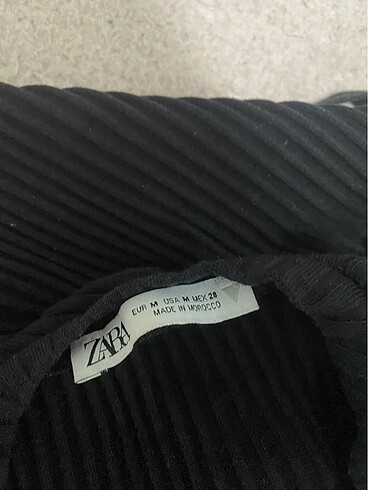 ZARA
EUR M USA M MEX 28
MADE IN MOROCCO